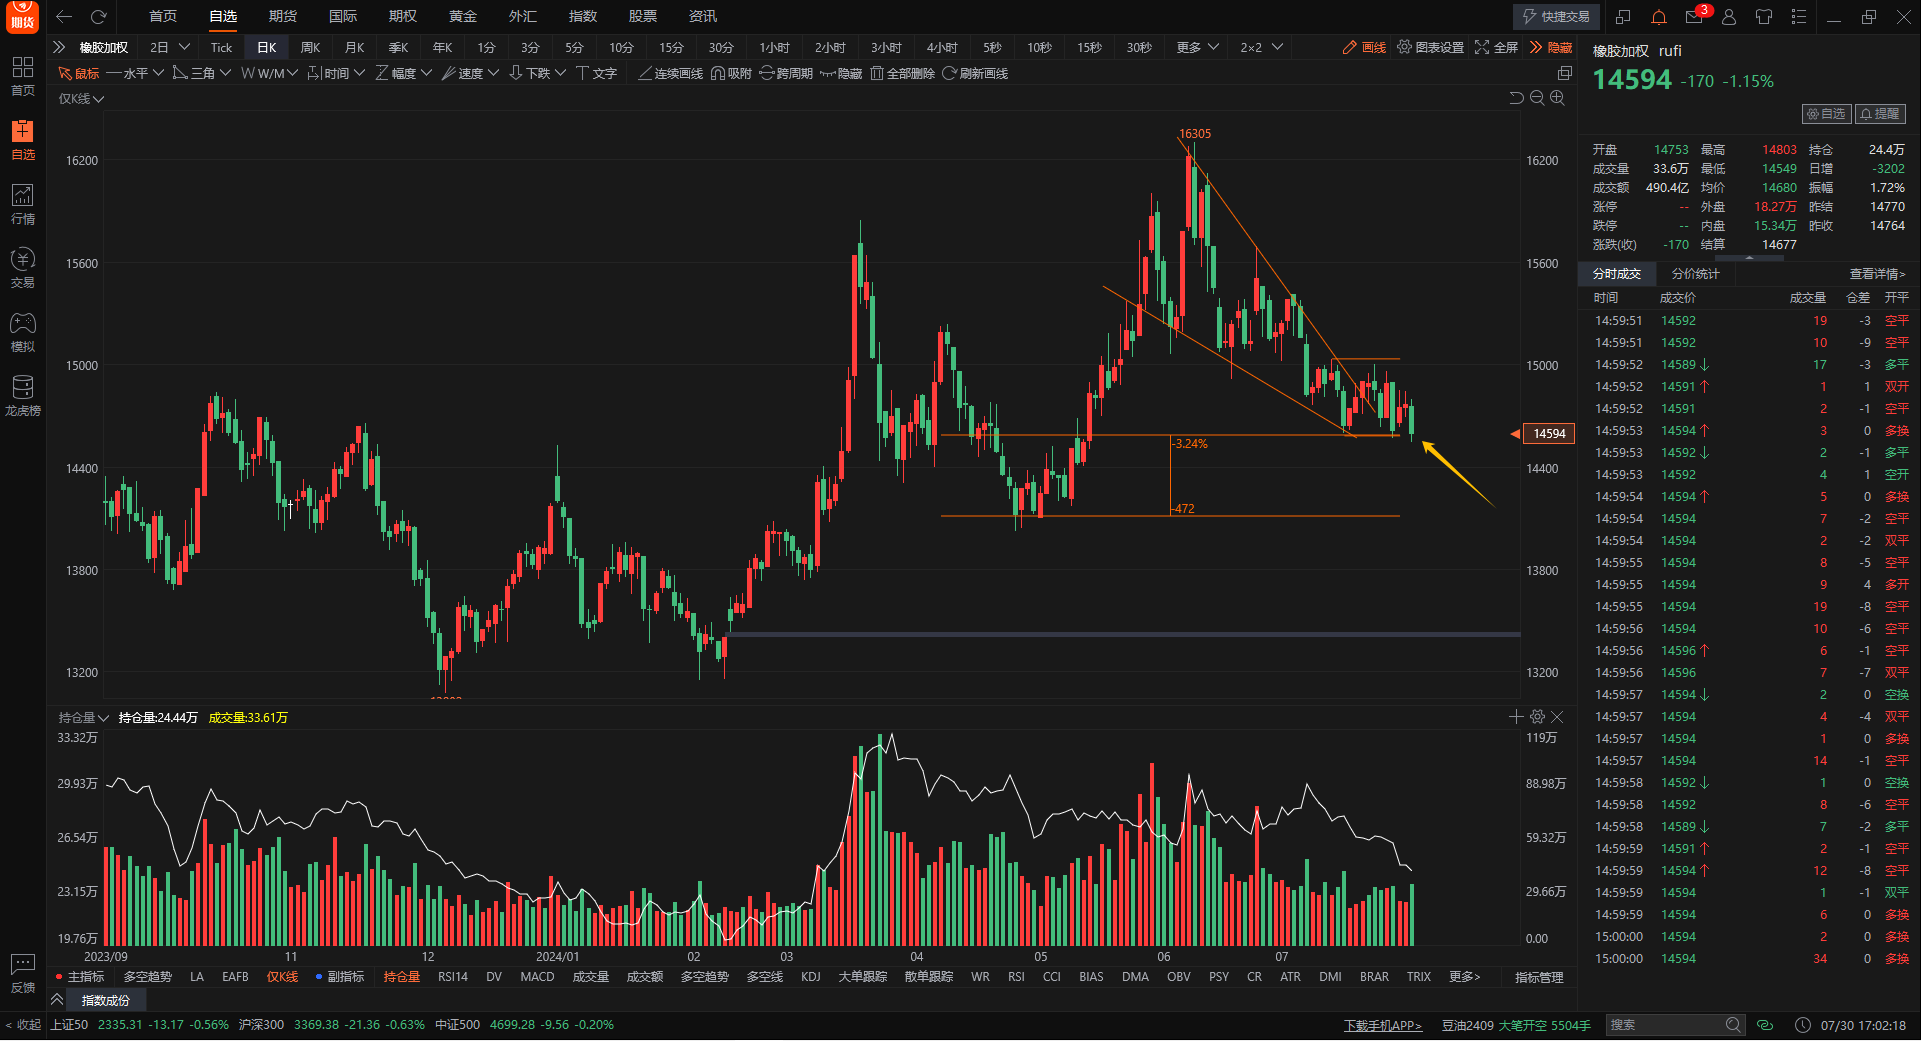 期货
首页 自选 期货 国际 期权 黄金 外汇 指数 股票 资讯
快捷交易 3
橡胶加权 2日 Tick 日K 周K 月K 季K 年K 1分 3分 5分 10分 15分 30分 1小时 2小时 3小时 4小时 5秒 10秒 15秒 30秒 更多 2×2 画线 图表设置 全屏 隐藏
鼠标 水平 三角 W/M 时间 幅度 速度 下跌 文字 连续画线 吸附 跨周期 隐藏 全部删除 刷新画线
首页
自选
行情
交易
模拟
龙虎榜
反馈
< 收起
仅K线
16305
16200 16200
15600 15600
15000 15000
14594
-3.24%
14400 14400
-472
13800 13800
13200 13200
持仓量 持仓量:24.44万 成交量:33.61万
33.32万 119万
29.93万 88.98万
26.54万 59.32万
23.15万 29.66万
19.76万 0.00
2023/09 11 12 2024/01 02 03 04 05 06 07
主指标 多空趋势 LA EAFB 仅K线 副指标 持仓量 RSI14 DV MACD 成交量 成交额 多空趋势 多空线 KDJ 大单跟踪 散单跟踪 WR RSI CCI BIAS DMA OBV PSY CR ATR DMI BRAR TRIX 更多> 指标管理
指数成份
橡胶加权 rufi
14594 -170 -1.15%
自选 提醒
开盘 14753 最高 14803 持仓 24.4万
成交量 33.6万 最低 14549 日增 -3202
成交额 490.4亿 均价 14680 振幅 1.72%
涨停 -- 外盘 18.27万 昨结 14770
跌停 -- 内盘 15.34万 昨收 14764
涨跌(收) -170 结算 14677
分时成交 分价统计 查看详情>
时间 成交价 成交量 仓差 开平
14:59:51 14592 19 -3 空平
14:59:51 14592 10 -9 空平
14:59:52 14589↓ 17 -3 多平
14:59:52 14591↑ 1 1 双开
14:59:52 14591 2 -1 空平
14:59:53 14594↑ 3 0 多换
14:59:53 14592↓ 2 -1 多平
14:59:53 14592 4 1 空开
14:59:54 14594↑ 5 0 多换
14:59:54 14594 7 -2 空平
14:59:54 14594 2 -2 双平
14:59:55 14594 8 -5 空平
14:59:55 14594 9 4 多开
14:59:55 14594 19 -8 空平
14:59:56 14594 10 -6 空平
14:59:56 14596↑ 6 -1 空平
14:59:56 14596 7 -7 双平
14:59:57 14594↓ 2 0 空换
14:59:57 14594 4 -4 双平
14:59:57 14594 1 0 多换
14:59:57 14594 14 -1 空平
14:59:58 14592↓ 1 0 空换
14:59:58 14592 8 -6 空平
14:59:58 14589↓ 7 -2 多平
14:59:59 14591↑ 2 -1 空平
14:59:59 14594↑ 12 -8 空平
14:59:59 14594 1 -1 双平
14:59:59 14594 6 0 多换
15:00:00 14594 2 0 多换
15:00:00 14594 34 0 多换
上证50 2335.31 -13.17 -0.56% 沪深300 3369.38 -21.36 -0.63% 中证500 4699.28 -9.56 -0.20% 下载手机APP> 豆油2409 大笔开空 5504手 搜索 07/30 17:02:18